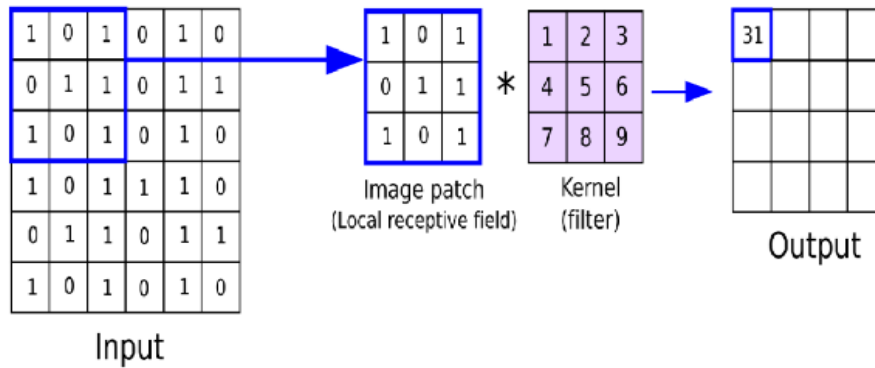 1 0 1 0 1 0
0 1 1 0 1 1
1 0 1 0 1 0
1 0 1 1 1 0
0 1 1 0 1 1
1 0 1 0 1 0
Input
1 0 1
0 1 1
1 0 1
Image patch
(Local receptive field)
*
1 2 3
4 5 6
7 8 9
Kernel
(filter)
31
Output